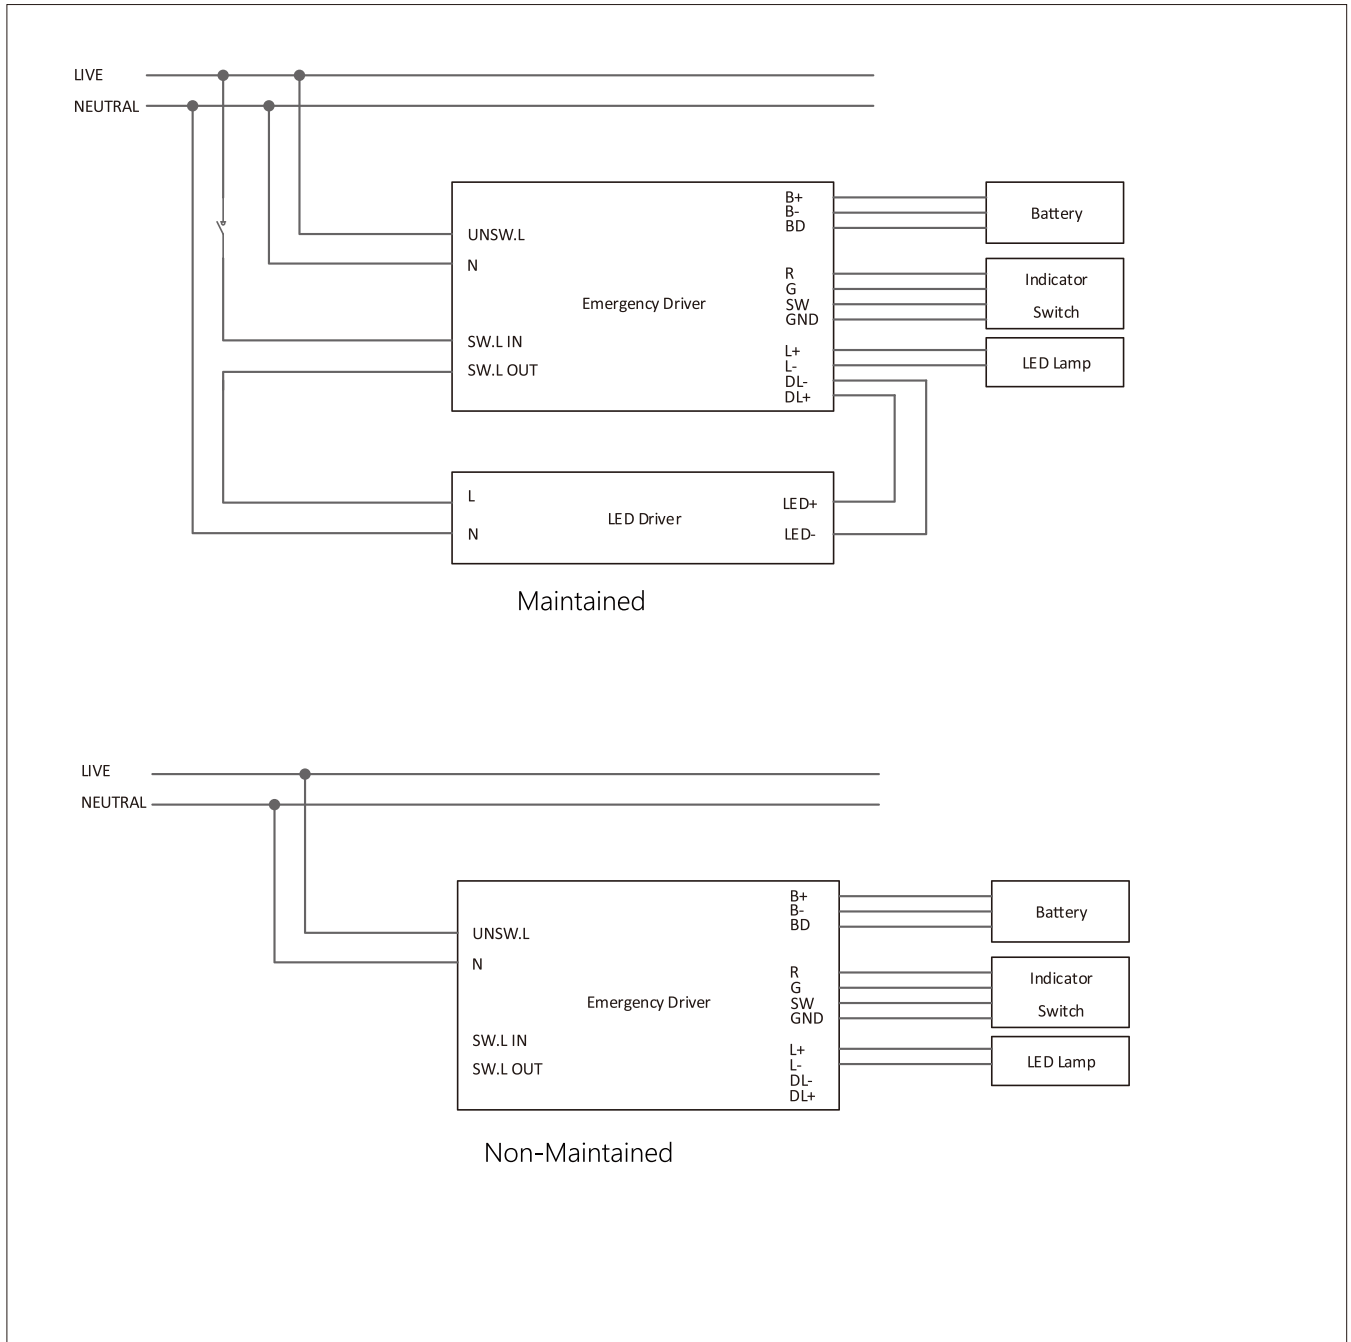 LIVE
NEUTRAL
B+
B-
BD
Battery
UNSW.L
N
R
G
SW
GND
Indicator
Switch
Emergency Driver
SW.L IN
SW.L OUT
L+
L-
DL-
DL+
LED Lamp
L
N
LED Driver
LED+
LED-
Maintained
LIVE
NEUTRAL
B+
B-
BD
Battery
UNSW.L
N
R
G
SW
GND
Indicator
Switch
Emergency Driver
SW.L IN
SW.L OUT
L+
L-
DL-
DL+
LED Lamp
Non-Maintained